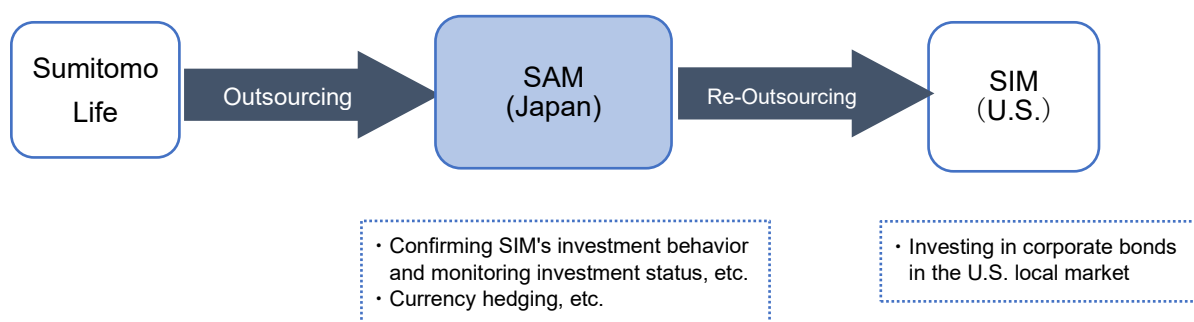 Sumitomo
Life
Outsourcing
SAM
(Japan)
Re-Outsourcing
SIM
（U.S.）
・Confirming SIM's investment behavior
and monitoring investment status, etc.
・Currency hedging, etc.
・Investing in corporate bonds
in the U.S. local market